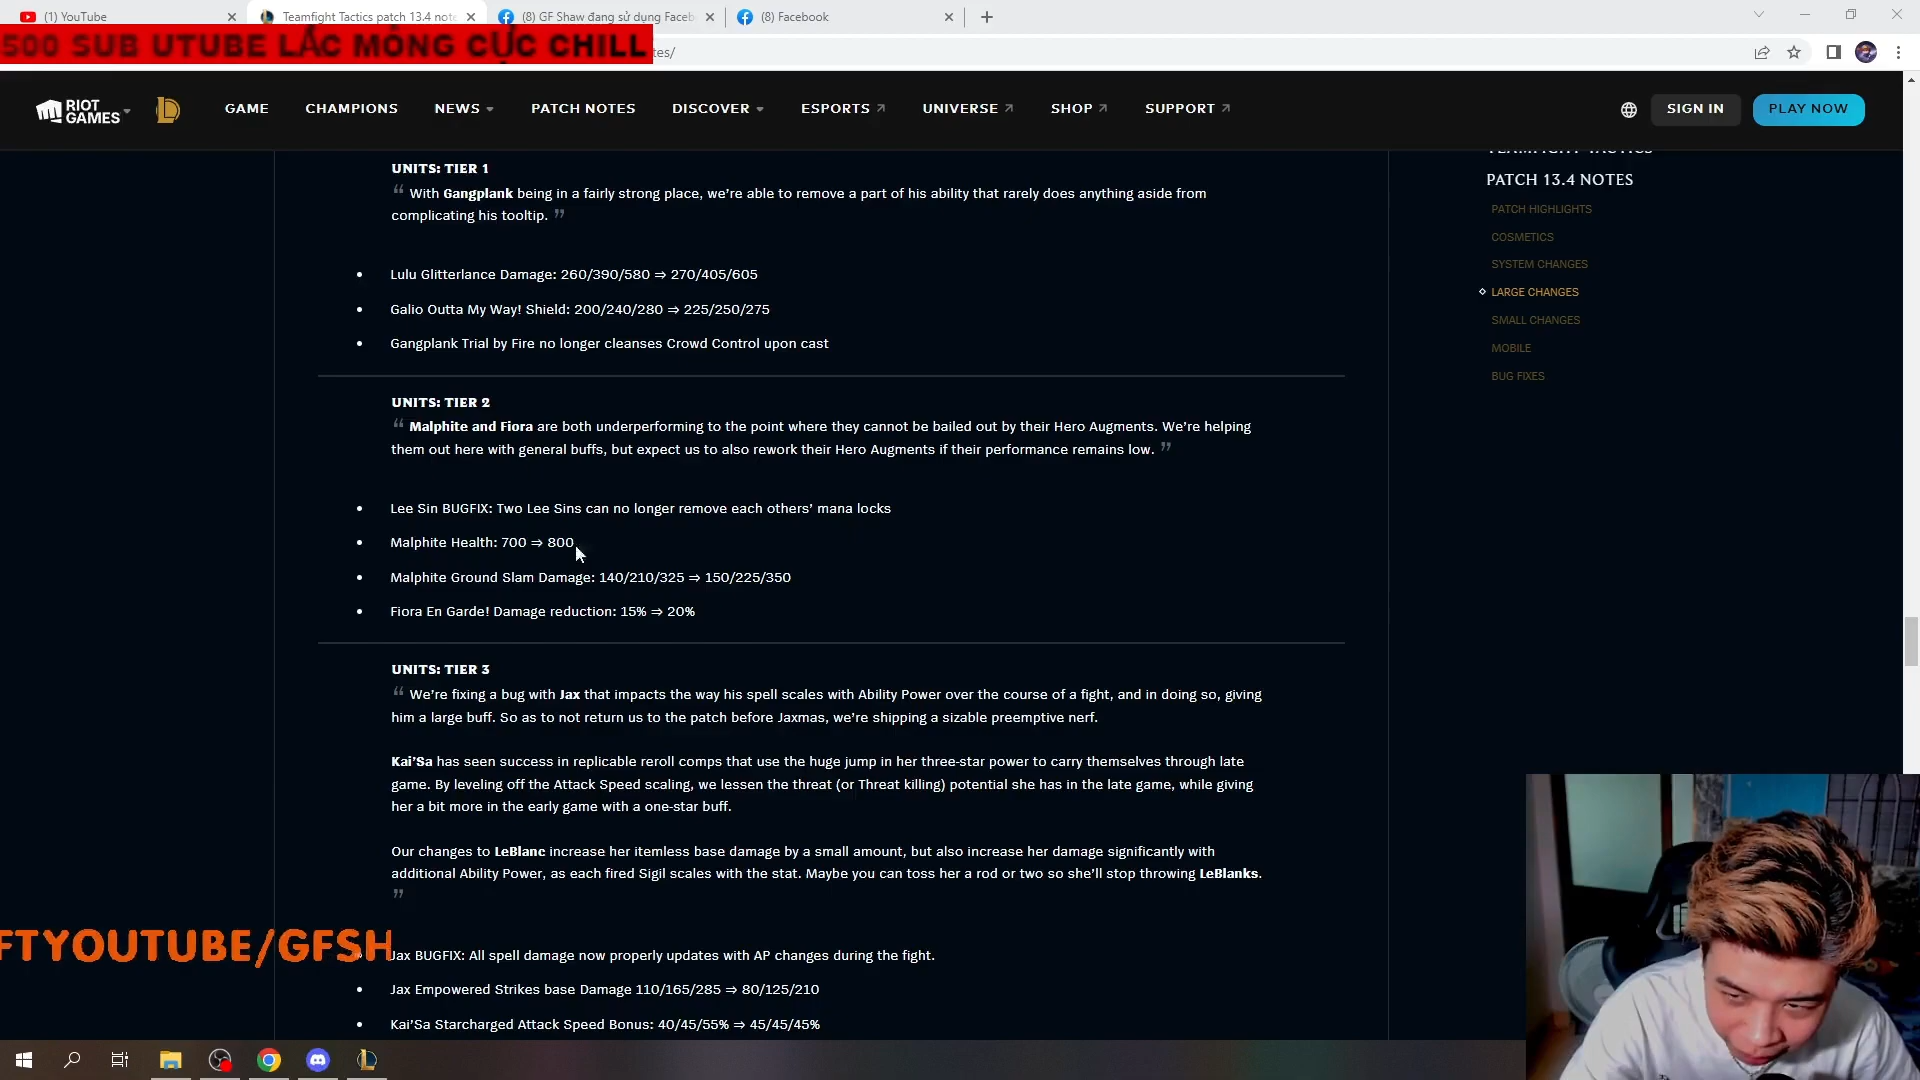 (1) YouTube
Teamfight Tactics patch 13.4 note
(8) GF Shaw đang sử dụng Faceb
(8) Facebook
500 SUB UTUBE LẮC MÔNG CỰC CHILL
tes/
RIOT GAMES
GAME
CHAMPIONS
NEWS
PATCH NOTES
DISCOVER
ESPORTS
UNIVERSE
SHOP
SUPPORT
SIGN IN
PLAY NOW
UNITS: TIER 1
“ With Gangplank being in a fairly strong place, we’re able to remove a part of his ability that rarely does anything aside from
complicating his tooltip. ”
• Lulu Glitterlance Damage: 260/390/580 ⇒ 270/405/605
• Galio Outta My Way! Shield: 200/240/280 ⇒ 225/250/275
• Gangplank Trial by Fire no longer cleanses Crowd Control upon cast
UNITS: TIER 2
“ Malphite and Fiora are both underperforming to the point where they cannot be bailed out by their Hero Augments. We’re helping
them out here with general buffs, but expect us to also rework their Hero Augments if their performance remains low. ”
• Lee Sin BUGFIX: Two Lee Sins can no longer remove each others’ mana locks
• Malphite Health: 700 ⇒ 800
• Malphite Ground Slam Damage: 140/210/325 ⇒ 150/225/350
• Fiora En Garde! Damage reduction: 15% ⇒ 20%
UNITS: TIER 3
“ We’re fixing a bug with Jax that impacts the way his spell scales with Ability Power over the course of a fight, and in doing so, giving
him a large buff. So as to not return us to the patch before Jaxmas, we’re shipping a sizable preemptive nerf.
Kai’Sa has seen success in replicable reroll comps that use the huge jump in her three-star power to carry themselves through late
game. By leveling off the Attack Speed scaling, we lessen the threat (or Threat killing) potential she has in the late game, while giving
her a bit more in the early game with a one-star buff.
Our changes to LeBlanc increase her itemless base damage by a small amount, but also increase her damage significantly with
additional Ability Power, as each fired Sigil scales with the stat. Maybe you can toss her a rod or two so she’ll stop throwing LeBlanks.
”
FTYOUTUBE/GFSH
Jax BUGFIX: All spell damage now properly updates with AP changes during the fight.
• Jax Empowered Strikes base Damage 110/165/285 ⇒ 80/125/210
• Kai’Sa Starcharged Attack Speed Bonus: 40/45/55% ⇒ 45/45/45%
TEAMFIGHT TACTICS
PATCH 13.4 NOTES
PATCH HIGHLIGHTS
COSMETICS
SYSTEM CHANGES
LARGE CHANGES
SMALL CHANGES
MOBILE
BUG FIXES